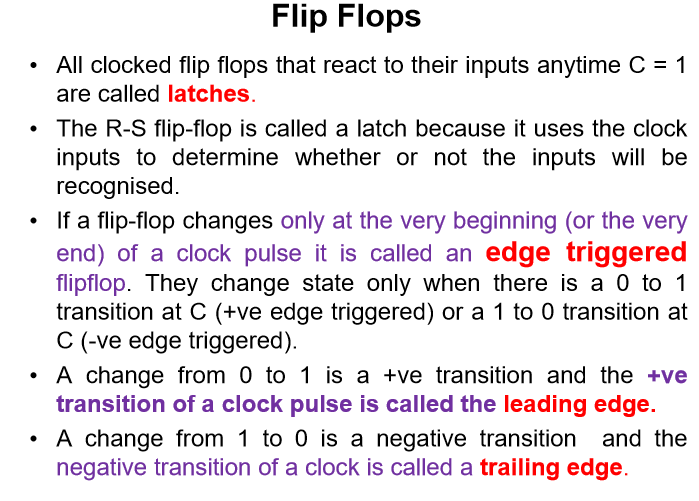 Flip Flops
• All clocked flip flops that react to their inputs anytime C = 1
are called latches.
• The R-S flip-flop is called a latch because it uses the clock
inputs to determine whether or not the inputs will be
recognised.
• If a flip-flop changes only at the very beginning (or the very
end) of a clock pulse it is called an edge triggered
flipflop. They change state only when there is a 0 to 1
transition at C (+ve edge triggered) or a 1 to 0 transition at
C (-ve edge triggered).
• A change from 0 to 1 is a +ve transition and the +ve
transition of a clock pulse is called the leading edge.
• A change from 1 to 0 is a negative transition and the
negative transition of a clock is called a trailing edge.